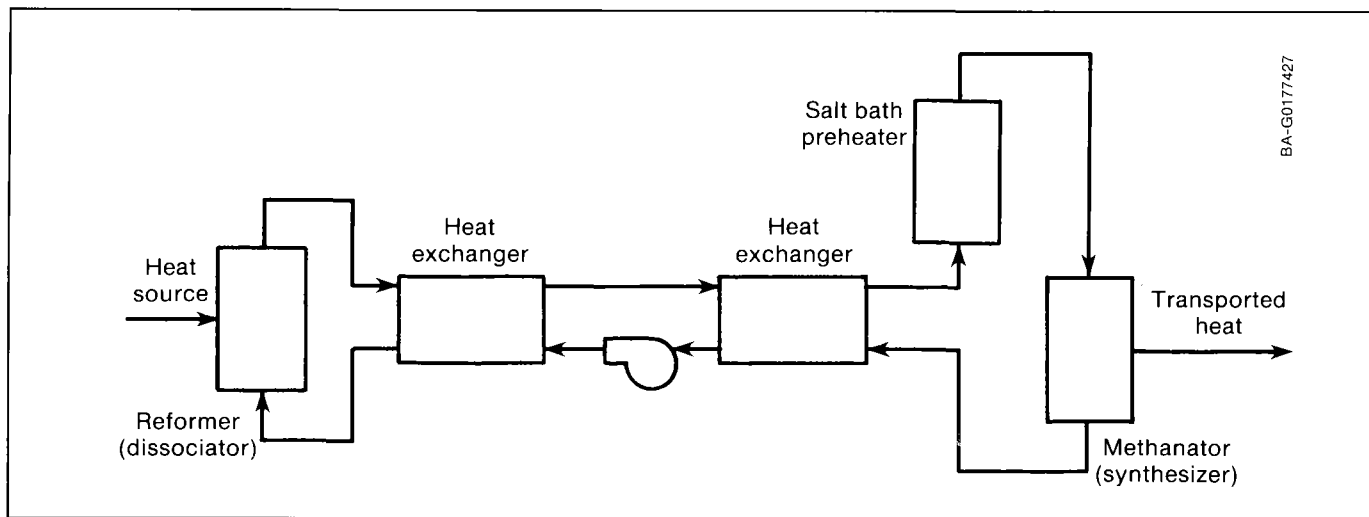 Heat
source
Reformer
(dissociator)
Heat
exchanger
Heat
exchanger
Salt bath
preheater
Transported
heat
Methanator
(synthesizer)
BA-G0177427